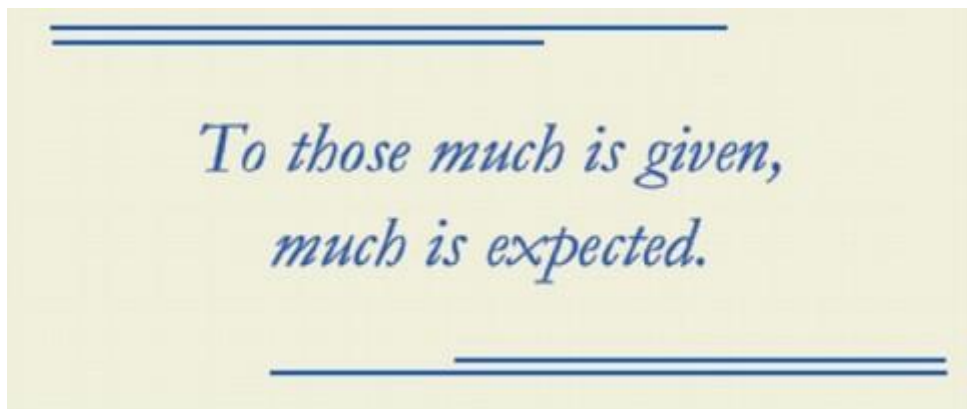 To those much is given,
much is expected.